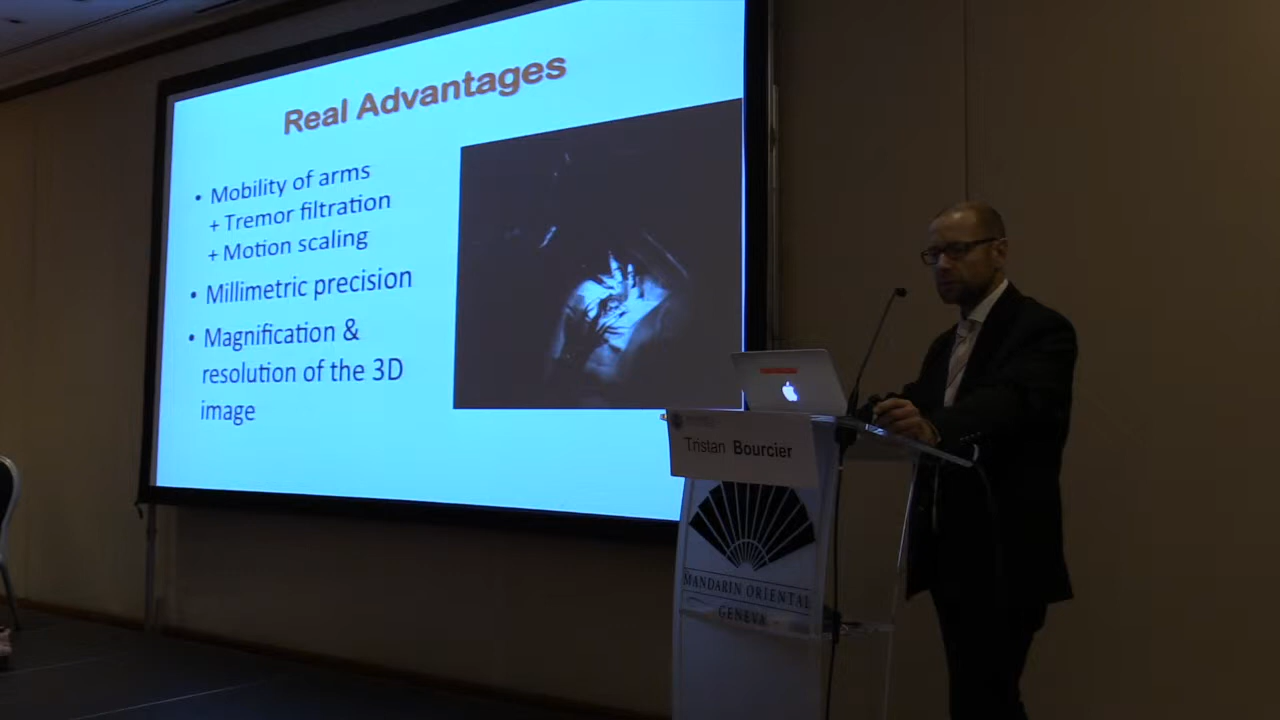 Real Advantages
• Mobility of arms
+ Tremor filtration
+ Motion scaling
• Millimetric precision
• Magnification &
resolution of the 3D
image
Tristan Bourcier
MANDARIN ORIENTAL
GENEVA